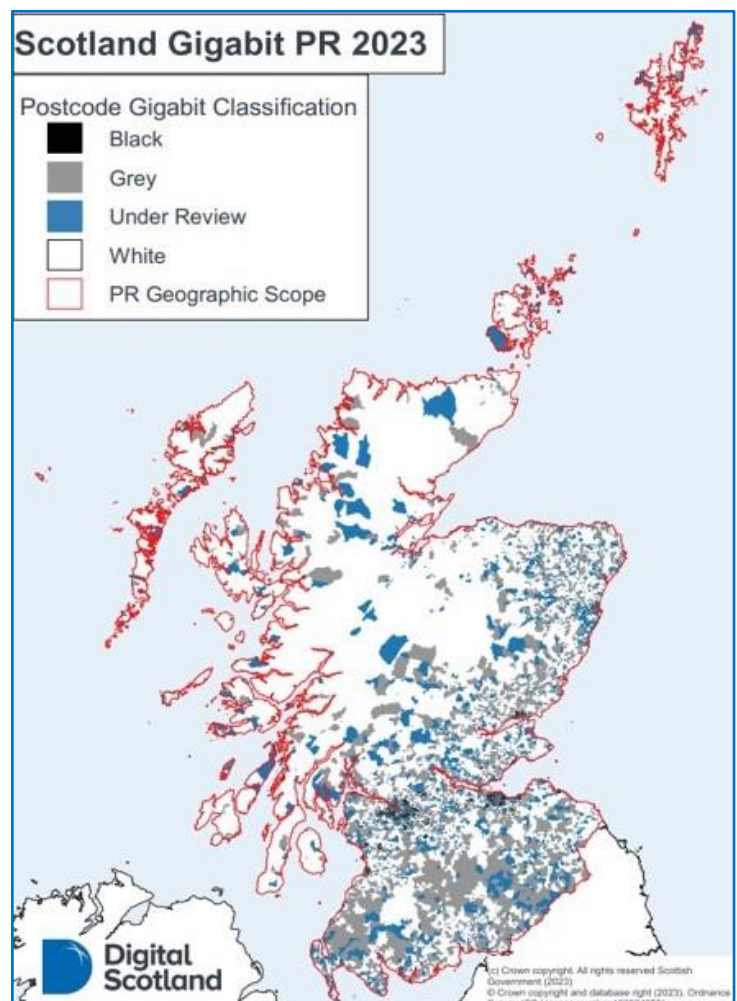 Scotland Gigabit PR 2023
Postcode Gigabit Classification
Black
Grey
Under Review
White
PR Geographic Scope
Digital
Scotland
(c) Crown copyright. All rights reserved Scottish
Government (2023)
© Crown copyright and database right (2023). Ordnance